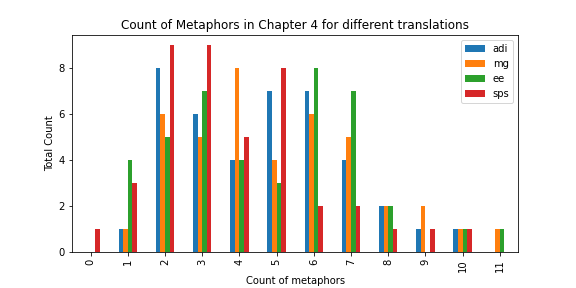 Count of Metaphors in Chapter 4 for different translations
adi
mg
ee
sps
Total Count
8
6
4
2
0
0 1 2 3 4 5 6 7 8 9 10 11
Count of metaphors